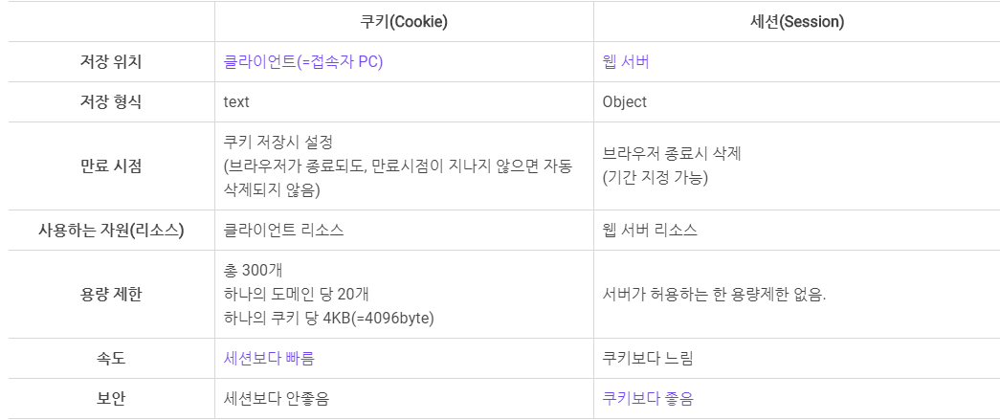 쿠키(Cookie) 세션(Session)
저장 위치 클라이언트(=접속자 PC) 웹 서버
저장 형식 text Object
만료 시점 쿠키 저장시 설정
(브라우저가 종료되도, 만료시점이 지나지 않으면 자동
삭제되지 않음)
브라우저 종료시 삭제
(기간 지정 가능)
사용하는 자원(리소스) 클라이언트 리소스 웹 서버 리소스
용량 제한 총 300개
하나의 도메인 당 20개
하나의 쿠키 당 4KB(=4096byte)
서버가 허용하는 한 용량제한 없음.
속도 세션보다 빠름 쿠키보다 느림
보안 세션보다 안좋음 쿠키보다 좋음